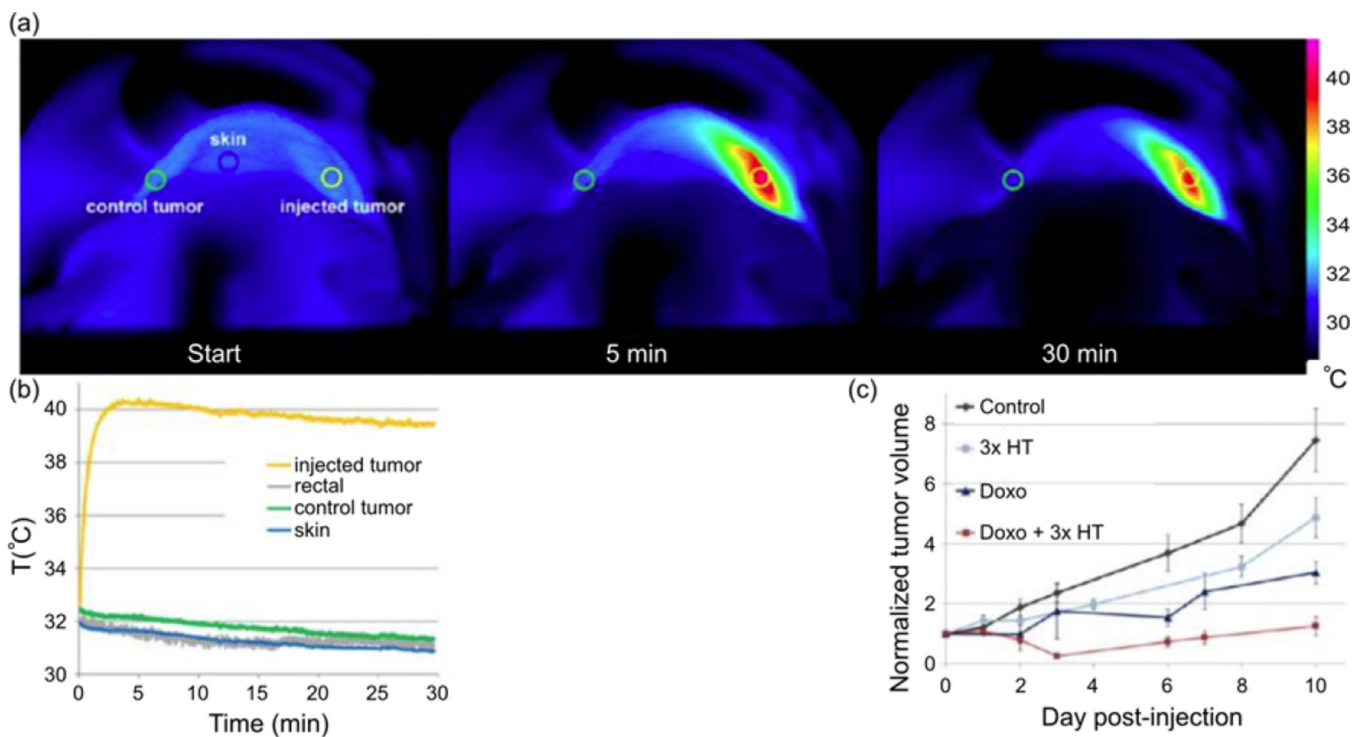 (a)
skin
control tumor
injected tumor
Start
5 min
30 min
40
38
36
34
32
30
°C
(b)
40
38
36
34
32
30
T(°C)
injected tumor
rectal
control tumor
skin
0
5
10
15
20
25
30
Time (min)
(c)
Control
3x HT
Doxo
Doxo + 3x HT
8
6
4
2
0
Normalized tumor volume
0
2
4
6
8
10
Day post-injection